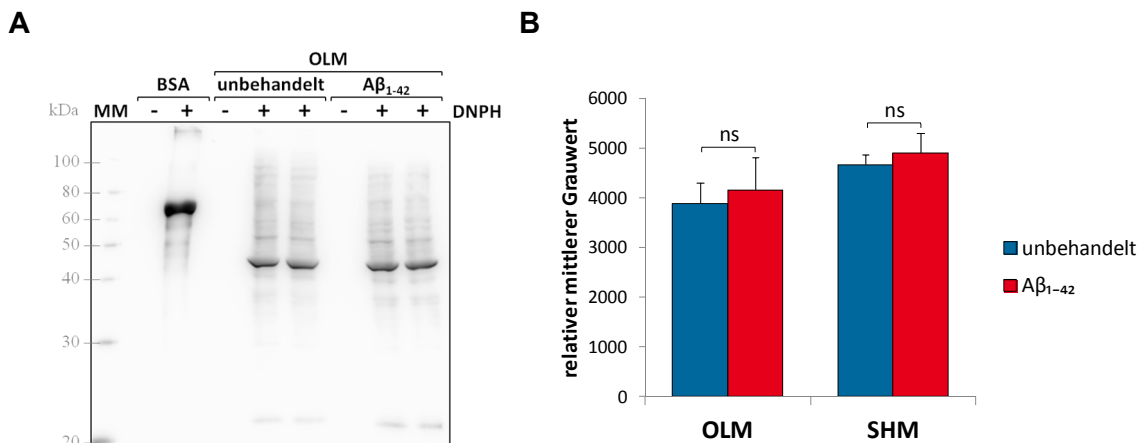 A
OLM
BSA unbehandelt Aβ₁₋₄₂
kDa MM - + - + + - + + DNPH
100
80
60
50
40
30
20
B
relativer mittlerer Grauwert
6000
5000
4000
3000
2000
1000
0
ns
ns
OLM SHM
unbehandelt
Aβ₁₋₄₂